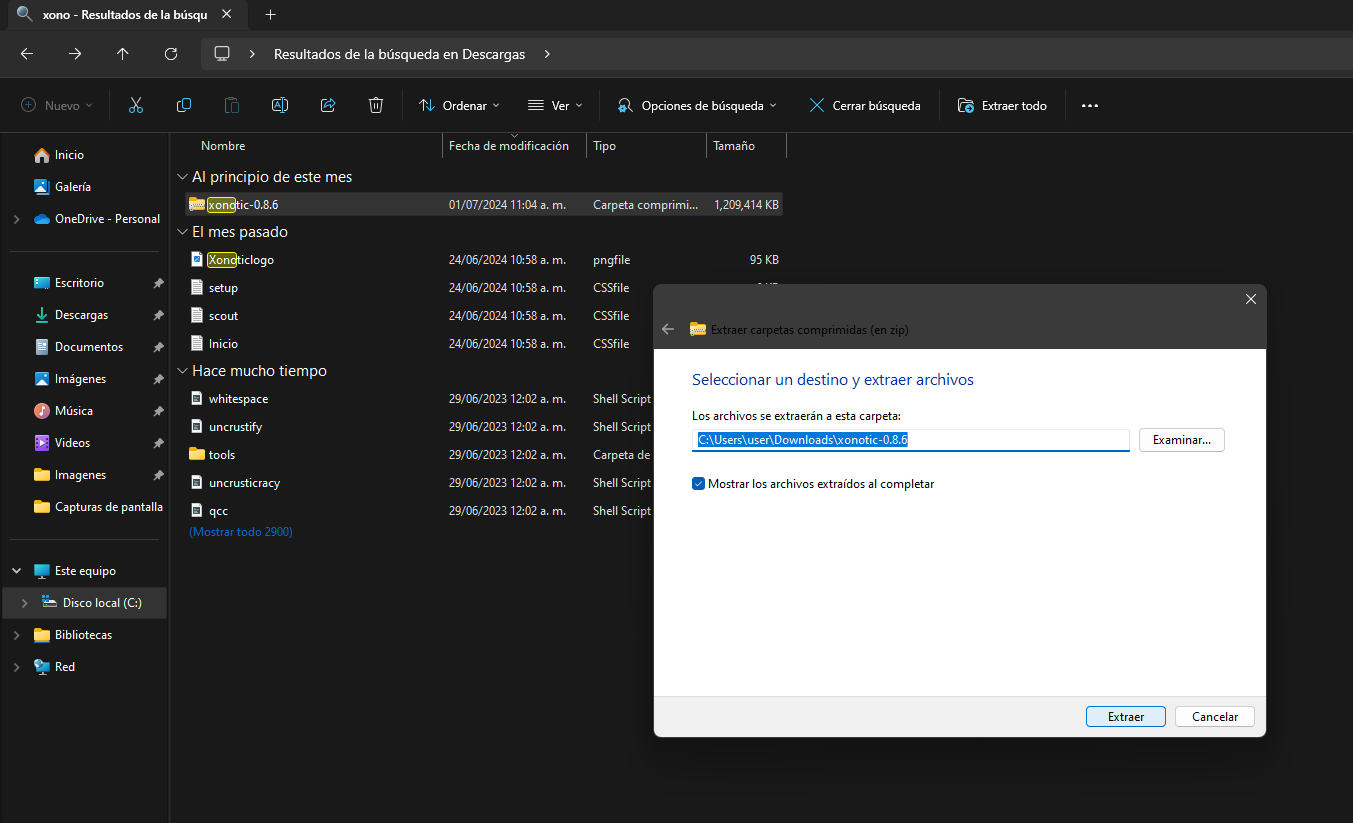 xono - Resultados de la búsqu
Resultados de la búsqueda en Descargas
Nuevo
Ordenar
Ver
Opciones de búsqueda
Cerrar búsqueda
Extraer todo
Inicio
Galería
OneDrive - Personal
Escritorio
Descargas
Documentos
Imágenes
Música
Videos
Imagenes
Capturas de pantalla
Este equipo
Disco local (C:)
Bibliotecas
Red
Nombre Fecha de modificación Tipo Tamaño
Al principio de este mes
xonotic-0.8.6 01/07/2024 11:04 a. m. Carpeta comprimi... 1,209,414 KB
El mes pasado
Xonoticlogo 24/06/2024 10:58 a. m. pngfile 95 KB
setup 24/06/2024 10:58 a. m. CSSfile
scout 24/06/2024 10:58 a. m. CSSfile
Inicio 24/06/2024 10:58 a. m. CSSfile
Hace mucho tiempo
whitespace 29/06/2023 12:02 a. m. Shell Script
uncrustify 29/06/2023 12:02 a. m. Shell Script
tools 29/06/2023 12:02 a. m. Carpeta de
uncrusticracy 29/06/2023 12:02 a. m. Shell Script
qcc 29/06/2023 12:02 a. m. Shell Script
(Mostrar todo 2900)
Extraer carpetas comprimidas (en zip)
Seleccionar un destino y extraer archivos
Los archivos se extraerán a esta carpeta:
C:\Users\user\Downloads\xonotic-0.8.6
Examinar...
Mostrar los archivos extraídos al completar
Extraer
Cancelar